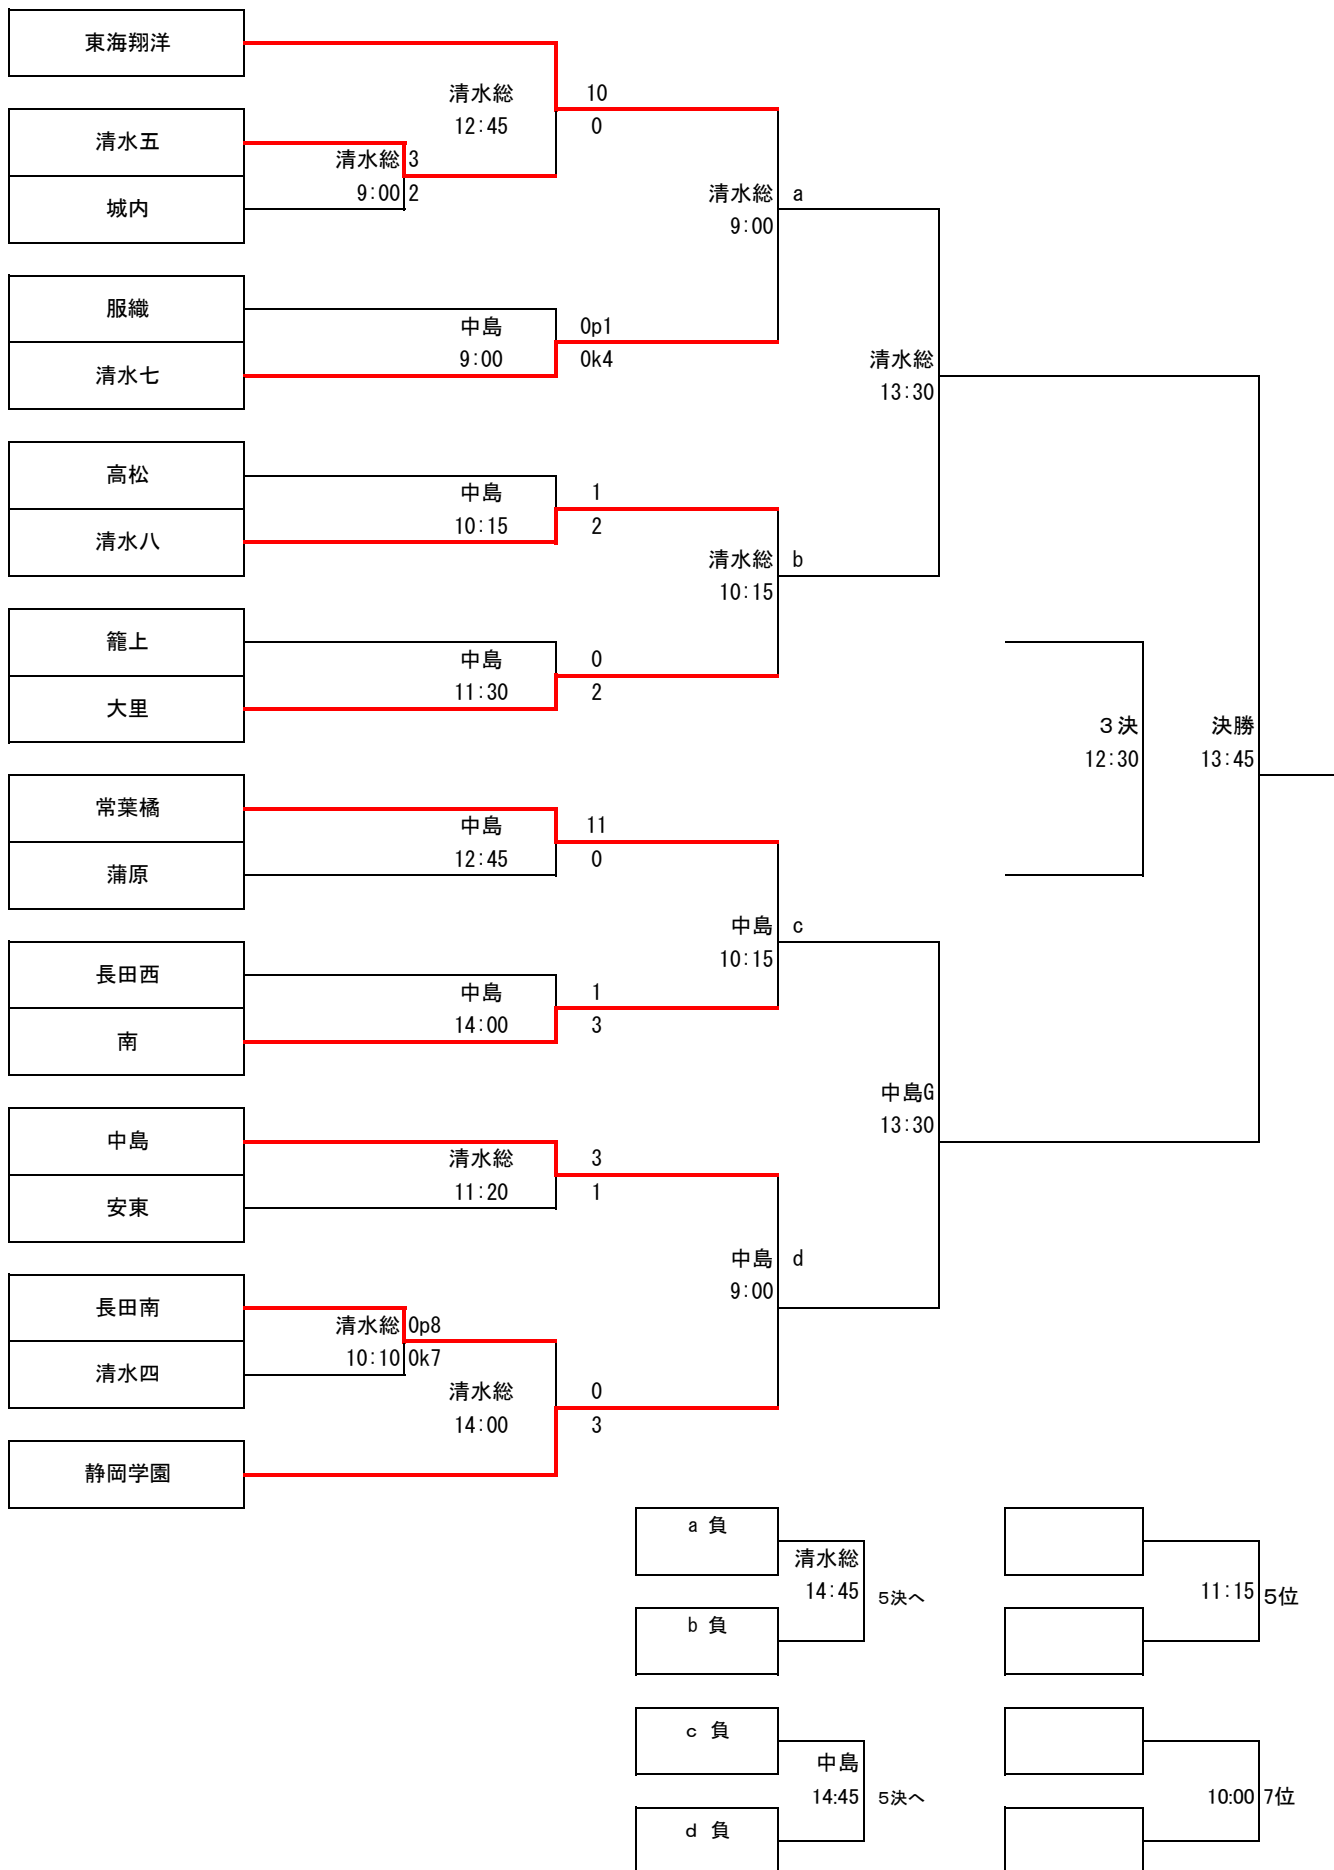 東海翔洋
清水総 10
12:45 0
清水五
清水総 3
9:00 2
城内
清水総 a
9:00
服織
中島 0p1
9:00 0k4
清水七
清水総
13:30
高松
中島 1
10:15 2
清水八
清水総 b
10:15
籠上
中島 0
11:30 2
大里
3決 決勝
12:30 13:45
常葉橘
中島 11
12:45 0
蒲原
中島 c
10:15
長田西
中島 1
14:00 3
南
中島G
13:30
中島
清水総 3
11:20 1
安東
中島 d
9:00
長田南
清水総 0p8
10:10 0k7
清水四
清水総 0
14:00 3
静岡学園
a 負
清水総
14:45 5決へ
11:15 5位
b 負
c 負
中島
14:45 5決へ
10:00 7位
d 負